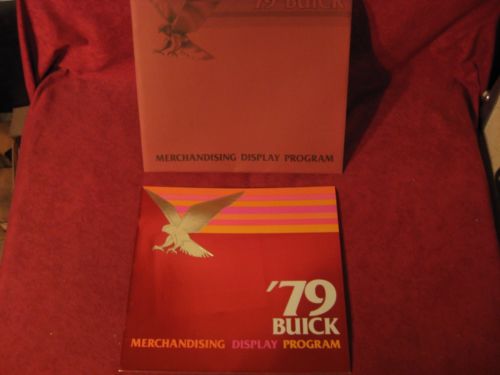 '79 BUICK
MERCHANDISING DISPLAY PROGRAM
'79
BUICK
MERCHANDISING DISPLAY PROGRAM